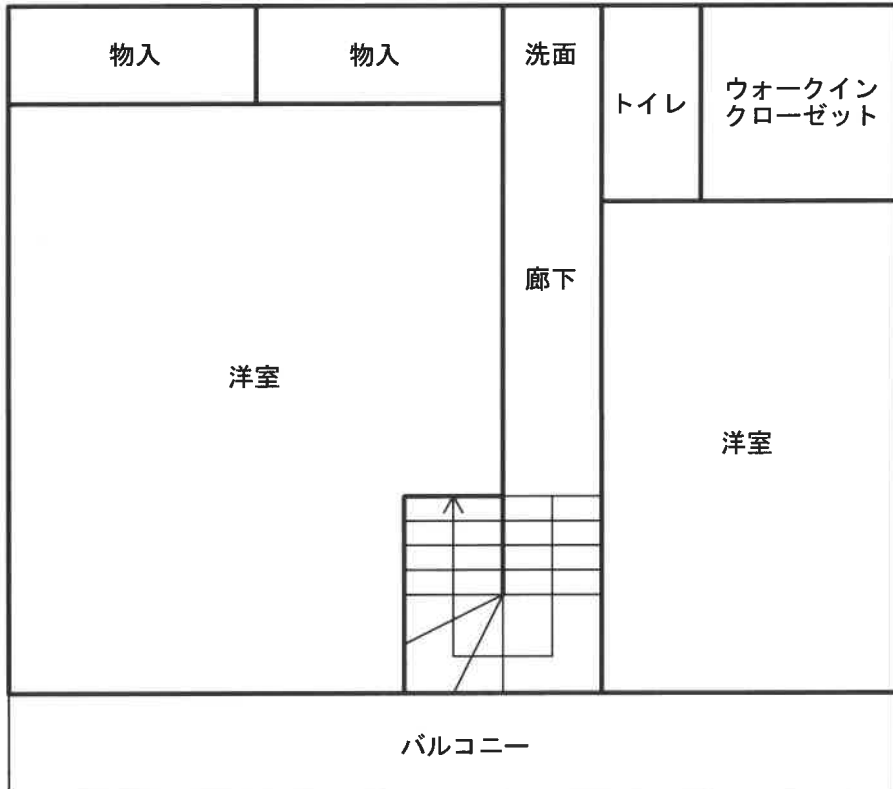 物入
物入
洗面
トイレ
ウォークイン
クローゼット
廊下
洋室
洋室
バルコニー